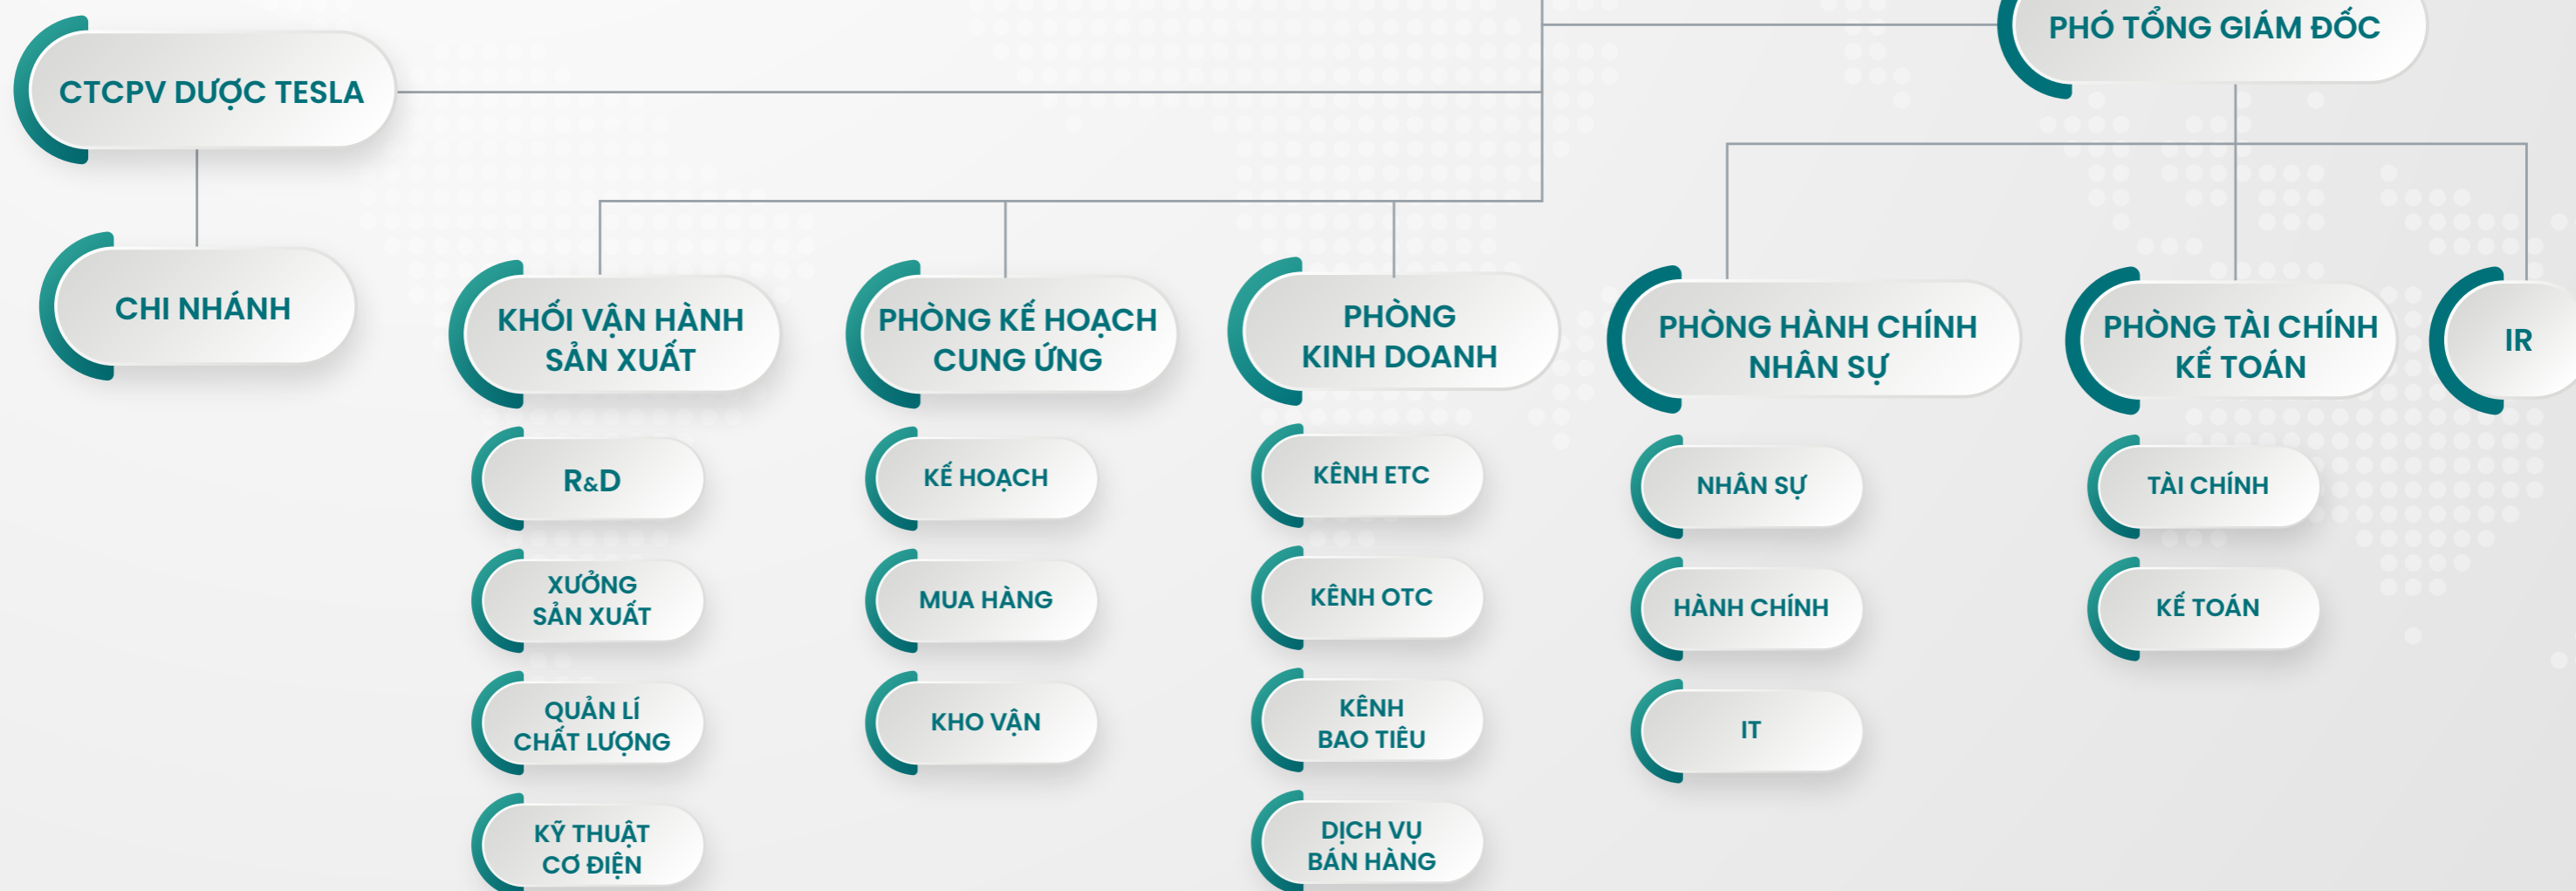 PHÓ TỔNG GIÁM ĐỐC
CTCPV DƯỢC TESLA
CHI NHÁNH
KHỐI VẬN HÀNH
SẢN XUẤT
R&D
XƯỞNG
SẢN XUẤT
QUẢN LÍ
CHẤT LƯỢNG
KỸ THUẬT
CƠ ĐIỆN
PHÒNG KẾ HOẠCH
CUNG ỨNG
KẾ HOẠCH
MUA HÀNG
KHO VẬN
PHÒNG
KINH DOANH
KÊNH ETC
KÊNH OTC
KÊNH
BAO TIÊU
DỊCH VỤ
BÁN HÀNG
PHÒNG HÀNH CHÍNH
NHÂN SỰ
NHÂN SỰ
HÀNH CHÍNH
IT
PHÒNG TÀI CHÍNH
KẾ TOÁN
TÀI CHÍNH
KẾ TOÁN
IR